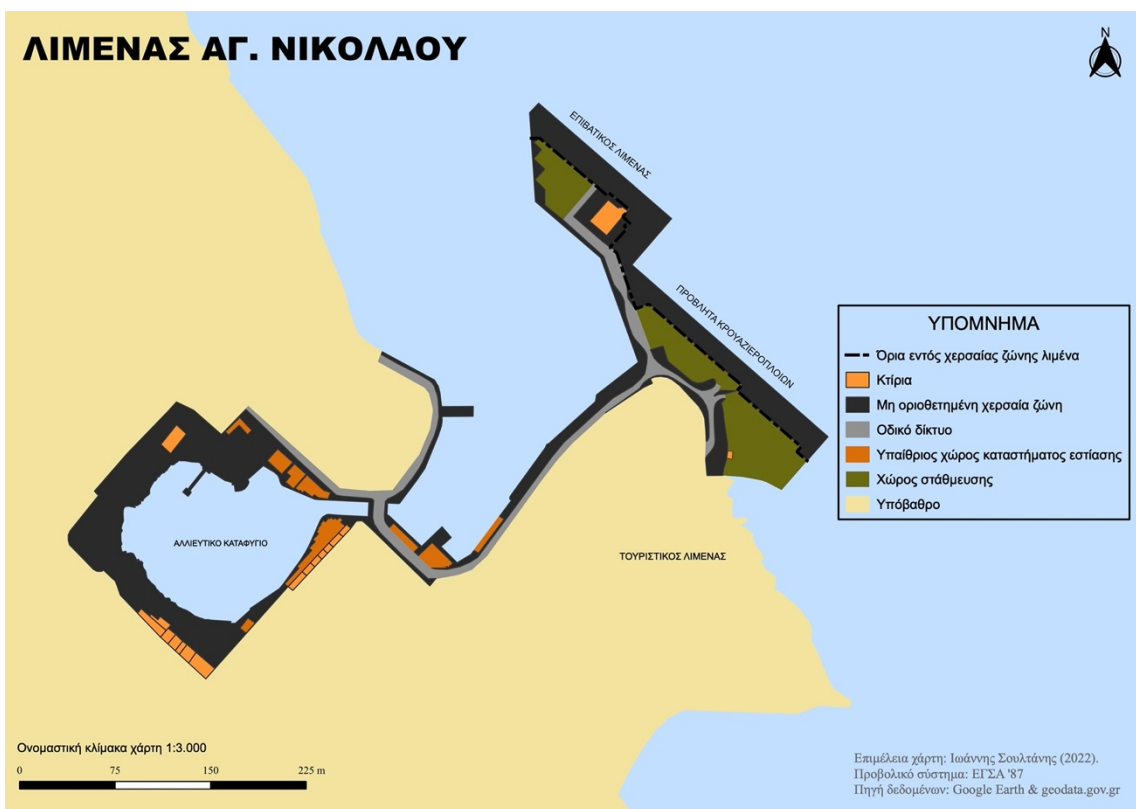 ΛΙΜΕΝΑΣ ΑΓ. ΝΙΚΟΛΑΟΥ
N
ΕΠΙΒΑΤΙΚΟΣ ΛΙΜΕΝΑΣ
ΠΡΟΒΛΗΤΑ ΚΡΟΥΑΖΙΕΡΟΠΛΟΙΩΝ
ΥΠΟΜΝΗΜΑ
Όρια εντός χερσαίας ζώνης λιμένα
Κτίρια
Μη οριοθετημένη χερσαία ζώνη
Οδικό δίκτυο
Υπαίθριος χώρος καταστήματος εστίασης
Χώρος στάθμευσης
Υπόβαθρο
ΑΛΛΙΕΥΤΙΚΟ ΚΑΤΑΦΥΓΙΟ
ΤΟΥΡΙΣΤΙΚΟΣ ΛΙΜΕΝΑΣ
Ονομαστική κλίμακα χάρτη 1:3.000
0 75 150 225 m
Επιμέλεια χάρτη: Ιωάννης Σουλτάνης (2022).
Προβολικό σύστημα: ΕΓΣΑ '87
Πηγή δεδομένων: Google Earth & geodata.gov.gr